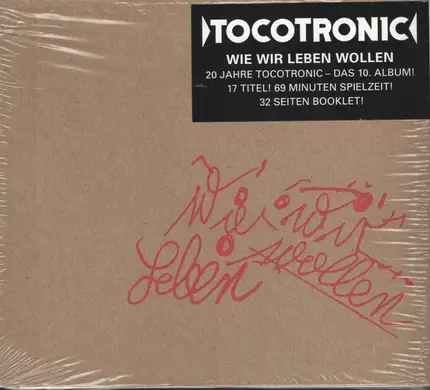 TOCOTRONIC
WIE WIR LEBEN WOLLEN
20 JAHRE TOCOTRONIC – DAS 10. ALBUM!
17 TITEL! 69 MINUTEN SPIELZEIT!
32 SEITEN BOOKLET!
Wie wir
Leben wollen